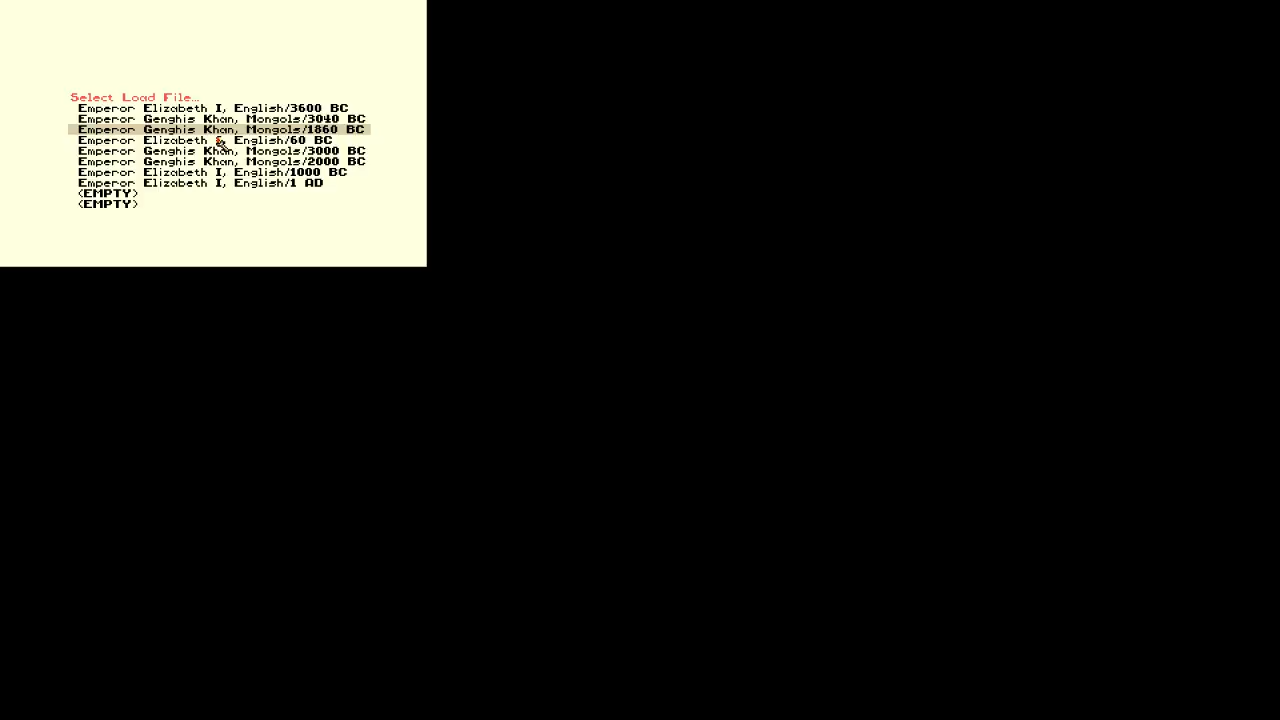 Select Load File...
Emperor Elizabeth I, English/3600 BC
Emperor Genghis Khan, Mongols/3040 BC
Emperor Genghis Khan, Mongols/1860 BC
Emperor Elizabeth I, English/60 BC
Emperor Genghis Khan, Mongols/3000 BC
Emperor Genghis Khan, Mongols/2000 BC
Emperor Elizabeth I, English/1000 BC
Emperor Elizabeth I, English/1 AD
(EMPTY)
(EMPTY)